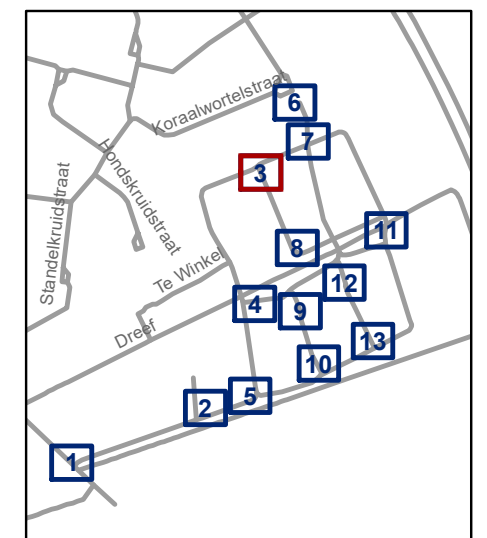 Koraalwortelstraat
6
7
Hondskruidstraat
3
Standelkruidstraat
11
8
Te Winkel
12
4
9
Dreef
13
10
5
2
1